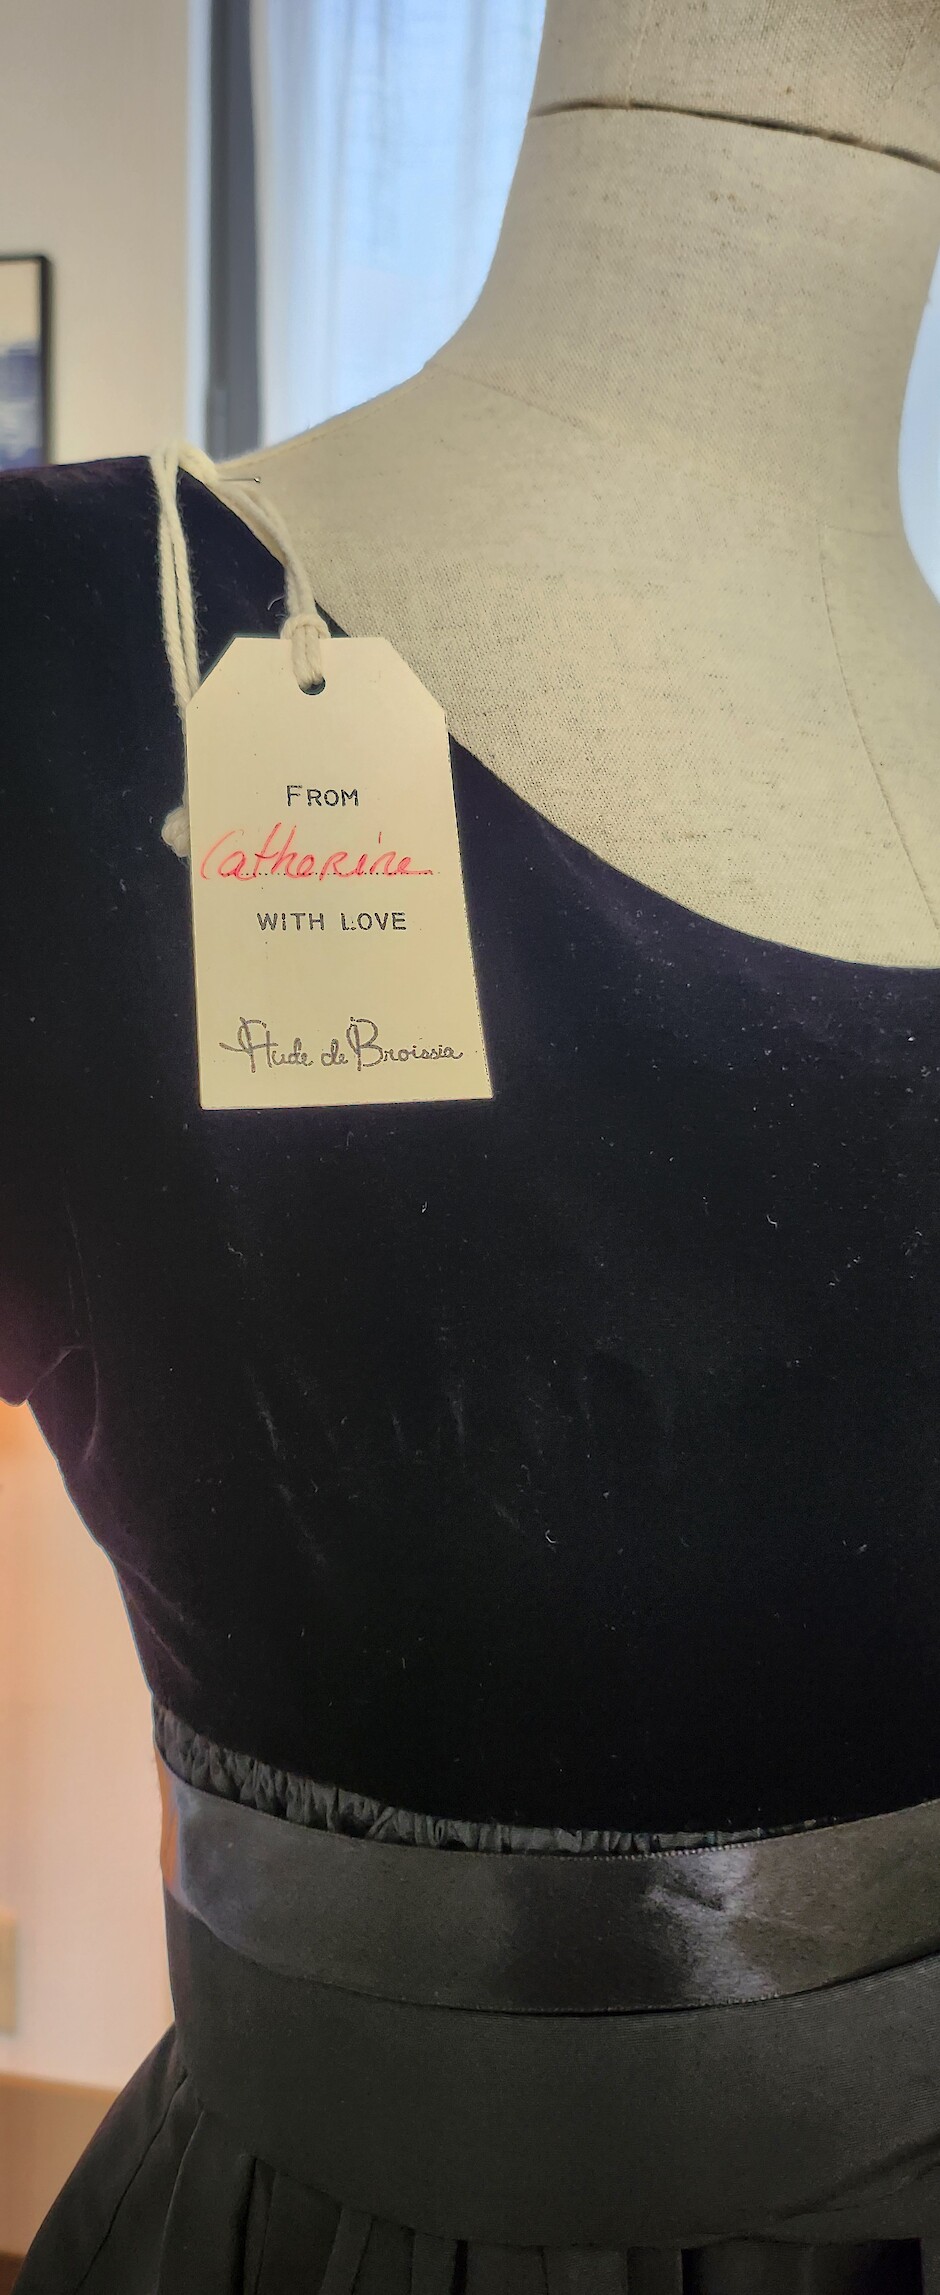 FROM
Catherine
WITH LOVE
Aude de Broissia